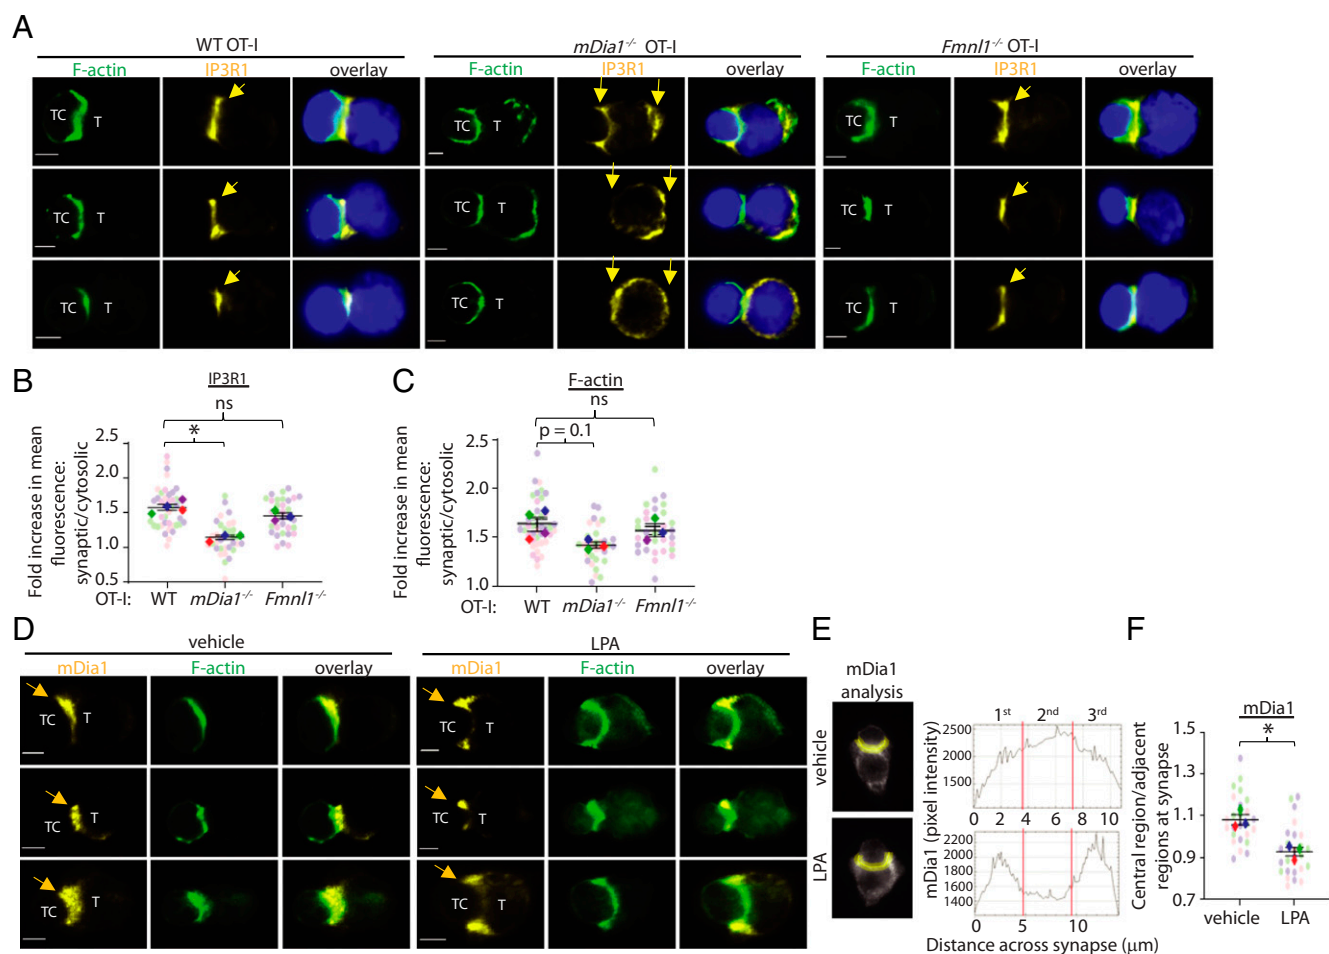 A
WT OT-I
mDia1-/- OT-I
Fmnl1-/- OT-I
F-actin IP3R1 overlay
F-actin IP3R1 overlay
F-actin IP3R1 overlay
TC T
TC T
TC T
TC T
TC T
TC T
TC T
TC T
TC T
B
IP3R1
ns
*
Fold increase in mean
fluorescence:
synaptic/cytosolic
2.5
2.0
1.5
1.0
0.5
OT-I: WT mDia1-/- Fmnl1-/-
C
F-actin
ns
p = 0.1
Fold increase in mean
fluorescence:
synaptic/cytosolic
2.5
2.0
1.5
1.0
OT-I: WT mDia1-/- Fmnl1-/-
D
vehicle
LPA
mDia1 F-actin overlay
mDia1 F-actin overlay
TC T
TC T
TC T
TC T
TC T
TC T
E
mDia1
analysis
vehicle
LPA
mDia1 (pixel intensity)
1st 2nd 3rd
2500
2000
1500
0 2 4 6 8 10
2200
2000
1800
1600
1400
0 5 10
Distance across synapse (μm)
F
mDia1
*
Central region/adjacent
regions at synapse
1.5
1.3
1.1
0.9
0.7
vehicle LPA